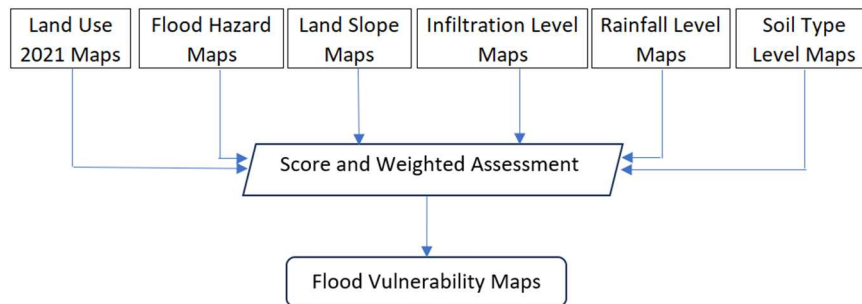 Land Use
2021 Maps
Flood Hazard
Maps
Land Slope
Maps
Infiltration Level
Maps
Rainfall Level
Maps
Soil Type
Level Maps
Score and Weighted Assessment
Flood Vulnerability Maps